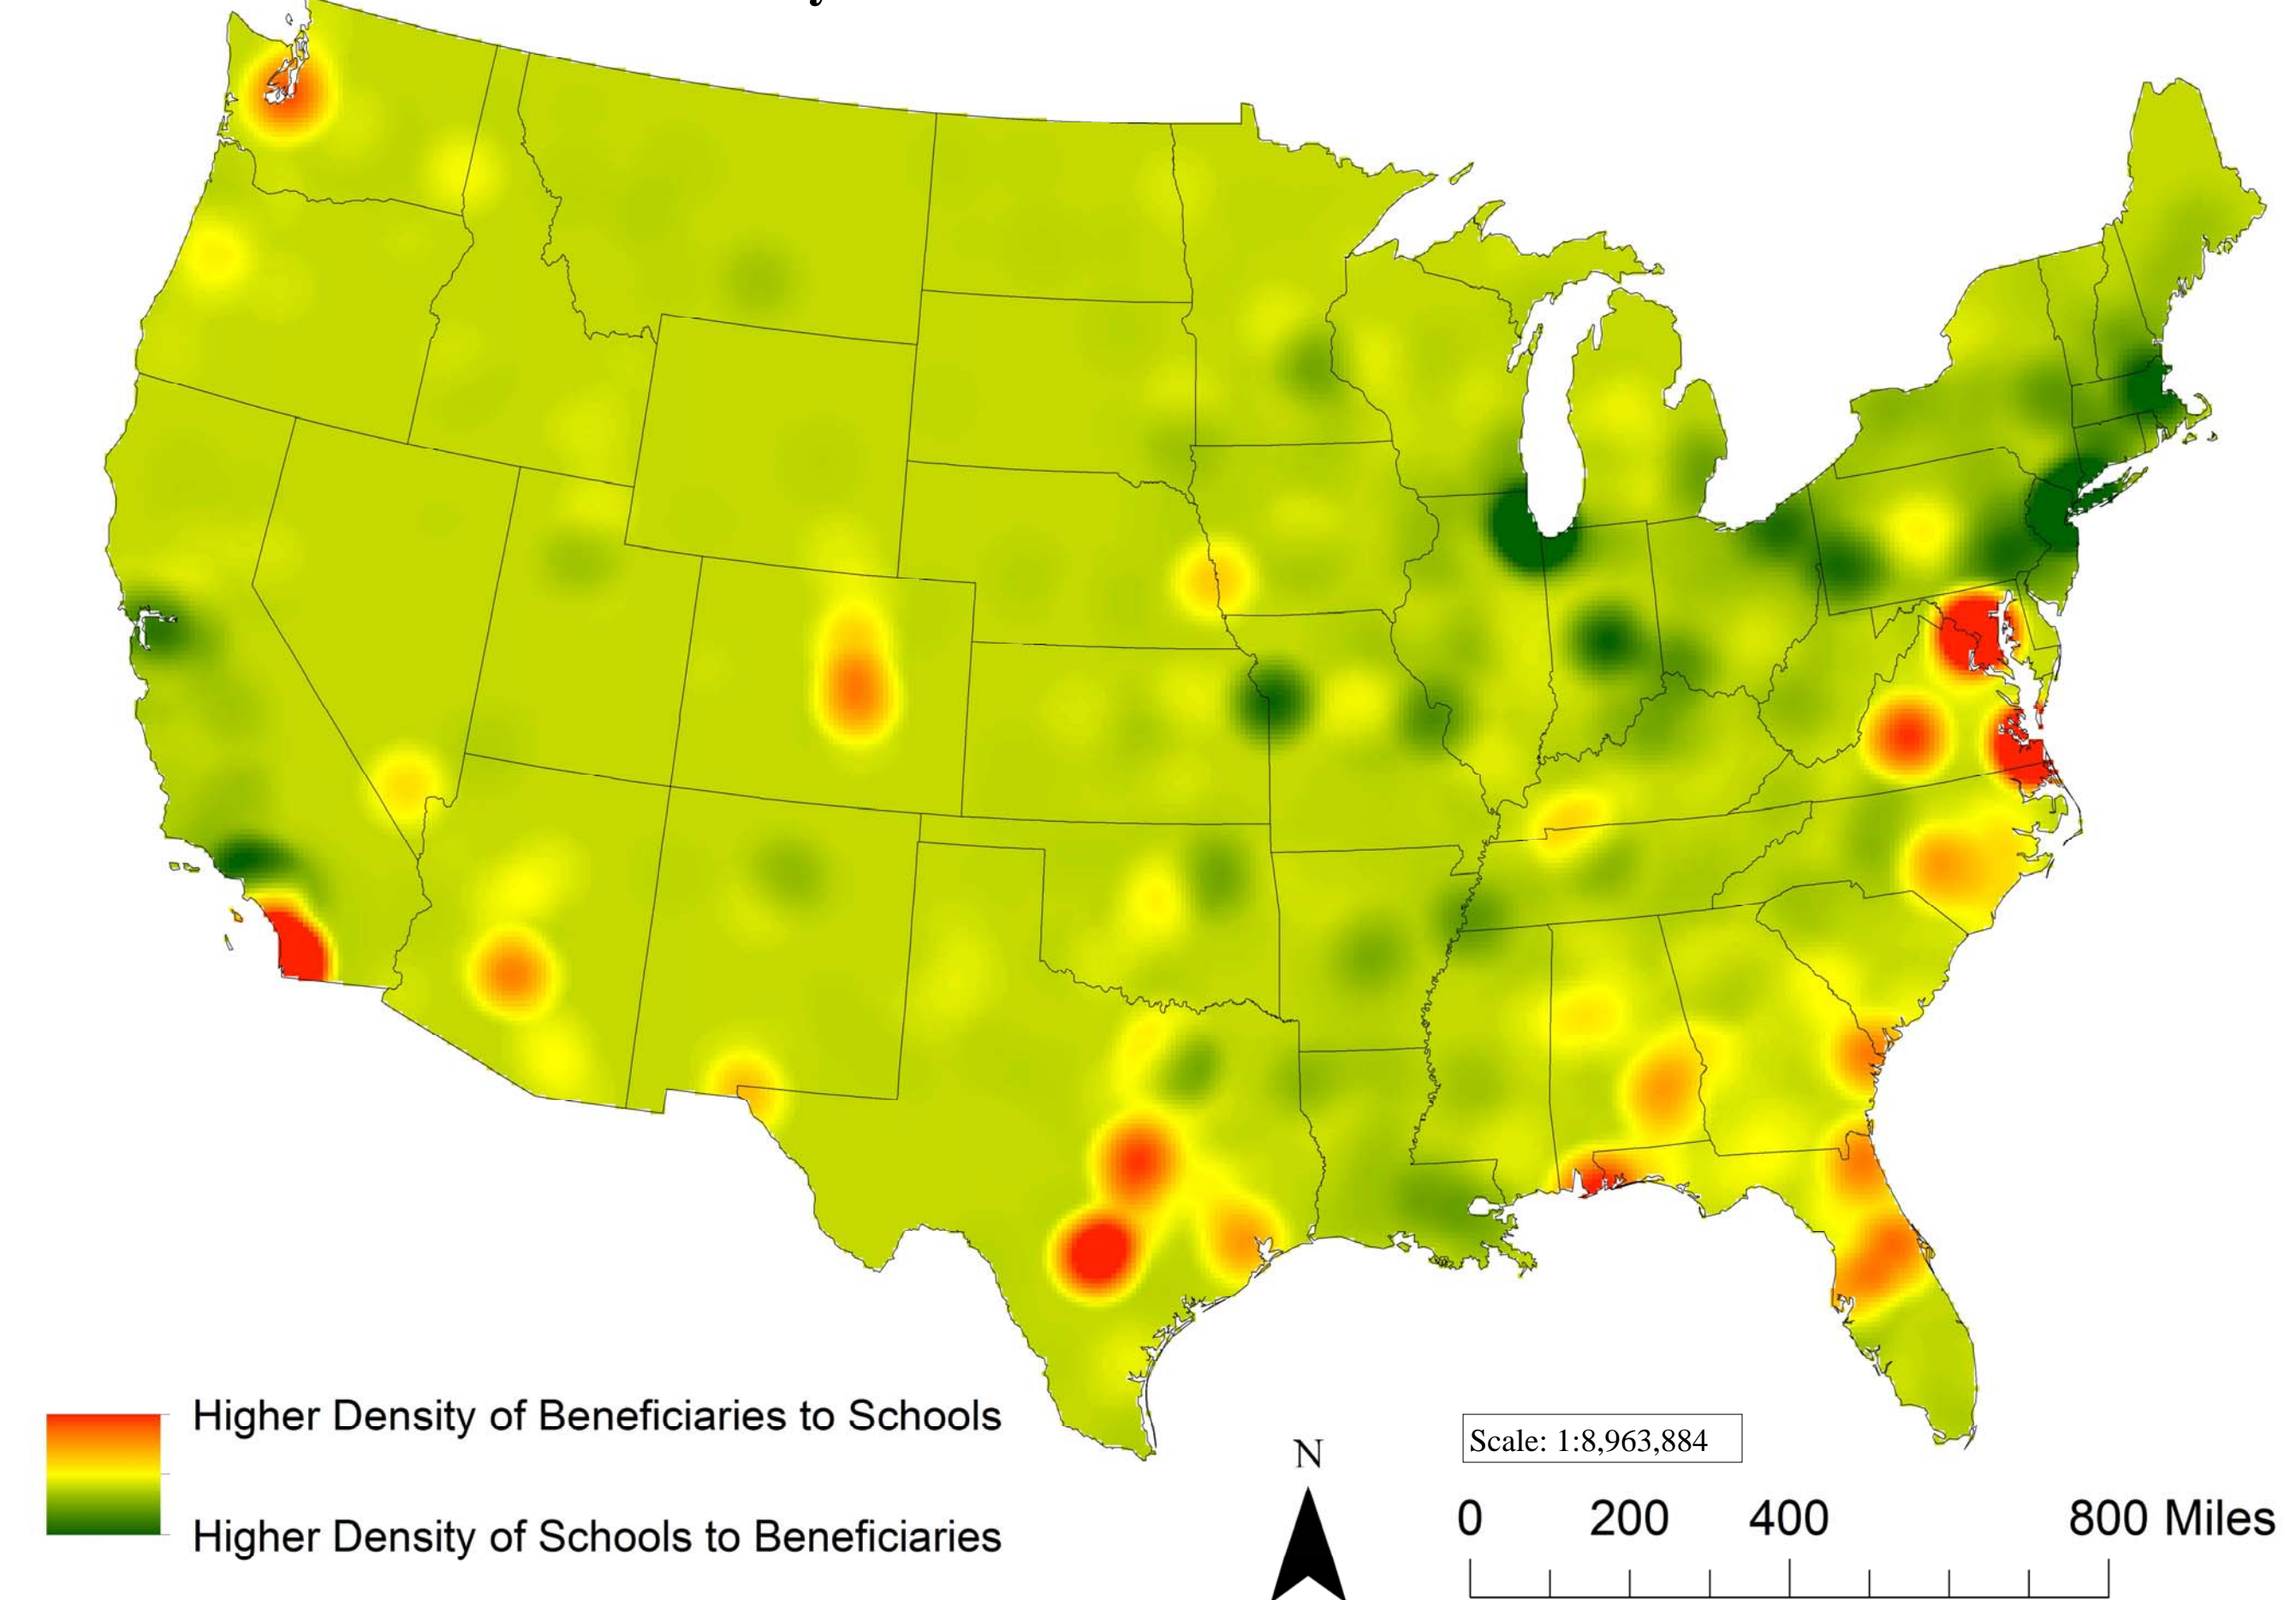 Higher Density of Beneficiaries to Schools
Higher Density of Schools to Beneficiaries
N
Scale: 1:8,963,884
0 200 400 800 Miles